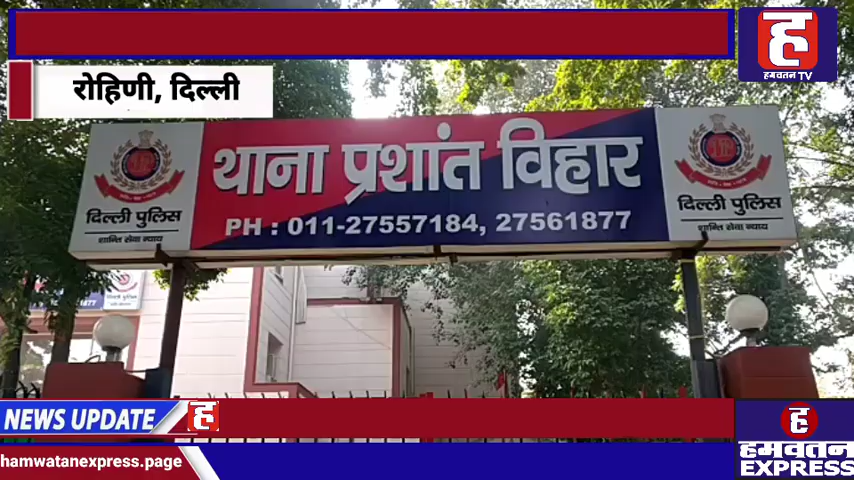 ह
हमवतन TV
रोहिणी, दिल्ली
थाना प्रशांत विहार
PH : 011-27557184, 27561877
दिल्ली पुलिस
शान्ति सेवा न्याय
दिल्ली पुलिस
शान्ति सेवा न्याय
NEWS UPDATE
ह
hamwatanexpress.page
ह
हमवतन
EXPRESS